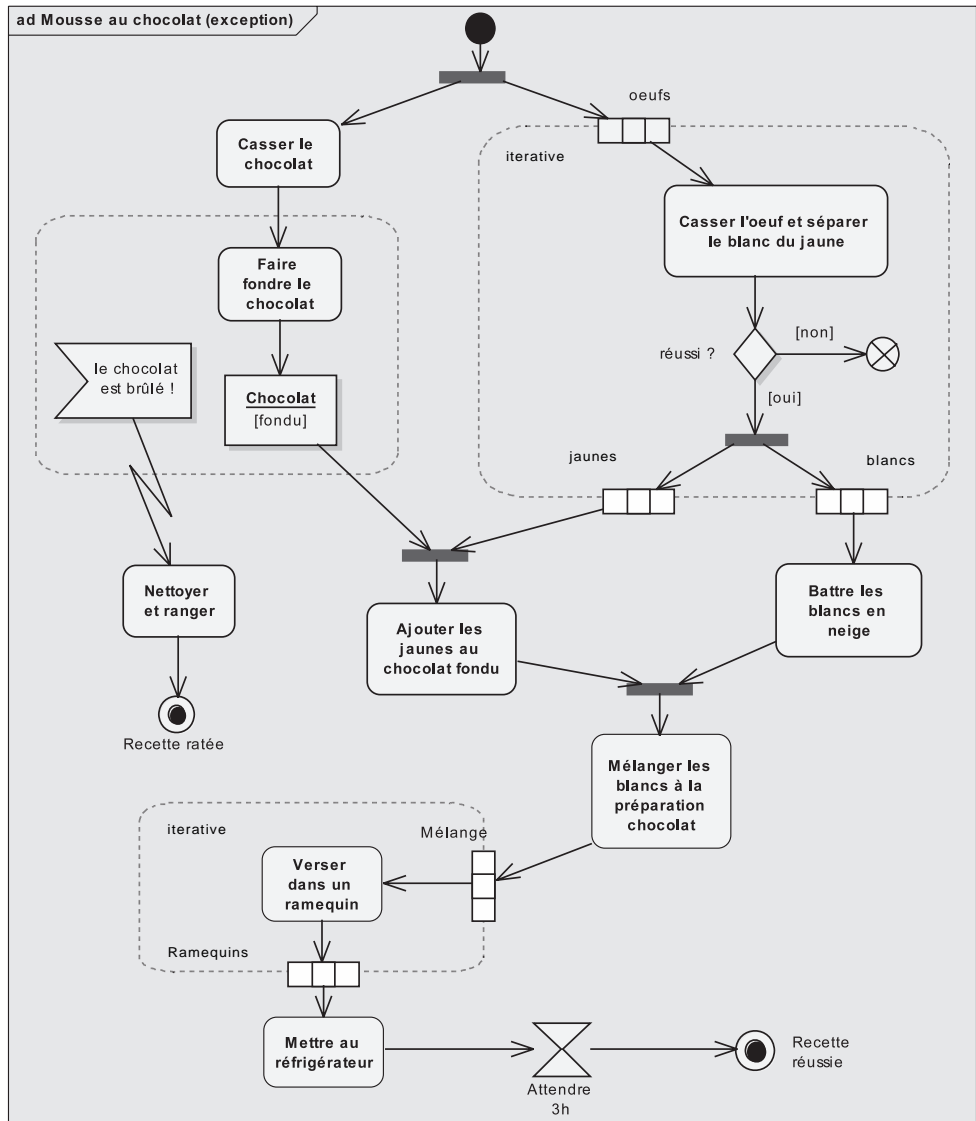 ad Mousse au chocolat (exception)
oeufs
Casser le
chocolat
iterative
Casser l'oeuf et séparer
le blanc du jaune
Faire
fondre le
chocolat
[non]
réussi ?
le chocolat
est brûlé !
Chocolat
[fondu]
[oui]
jaunes
blancs
Nettoyer
et ranger
Battre les
blancs en
neige
Ajouter les
jaunes au
chocolat fondu
Recette ratée
Mélanger les
blancs à la
préparation
chocolat
iterative
Mélange
Verser
dans un
ramequin
Ramequins
Mettre au
réfrigérateur
Recette
réussie
Attendre
3h